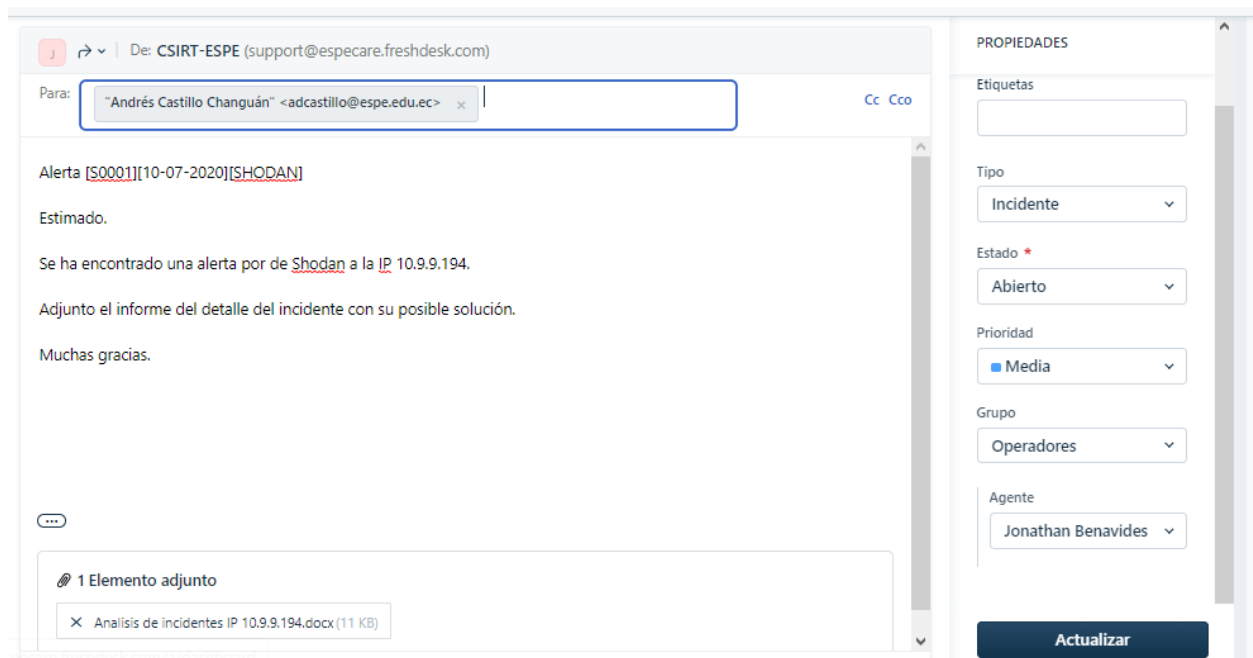 J De: CSIRT-ESPE (support@especare.freshdesk.com)
Para: "Andrés Castillo Changuán" <adcastillo@espe.edu.ec> × Cc Cco
Alerta [S0001][10-07-2020][SHODAN]
Estimado.
Se ha encontrado una alerta por de Shodan a la IP 10.9.9.194.
Adjunto el informe del detalle del incidente con su posible solución.
Muchas gracias.
1 Elemento adjunto
Analisis de incidentes IP 10.9.9.194.docx (11 KB)
PROPIEDADES
Etiquetas
Tipo
Incidente
Estado *
Abierto
Prioridad
Media
Grupo
Operadores
Agente
Jonathan Benavides
Actualizar